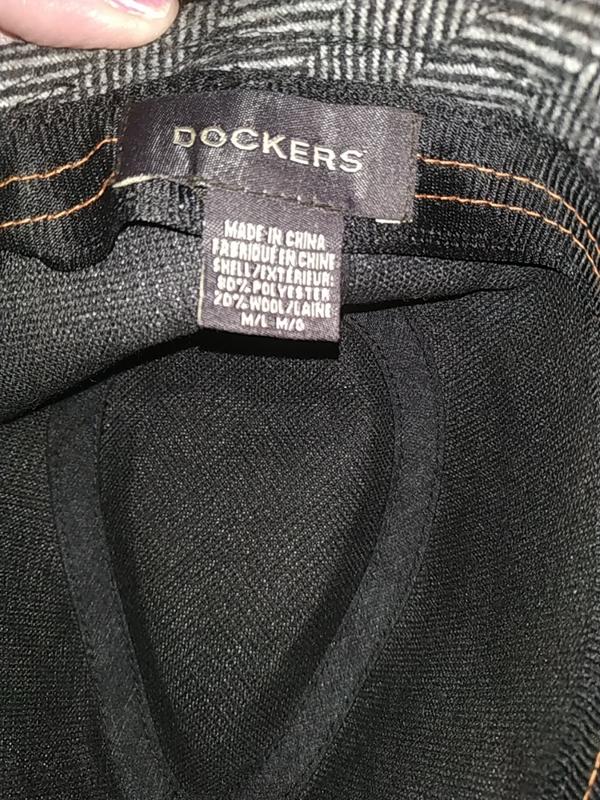 DOCKERS
MADE IN CHINA
FABRIQUÉ EN CHINE
SHELL/EXTÉRIEUR:
80% POLYESTER
20% WOOL/LAINE
M/L M/G